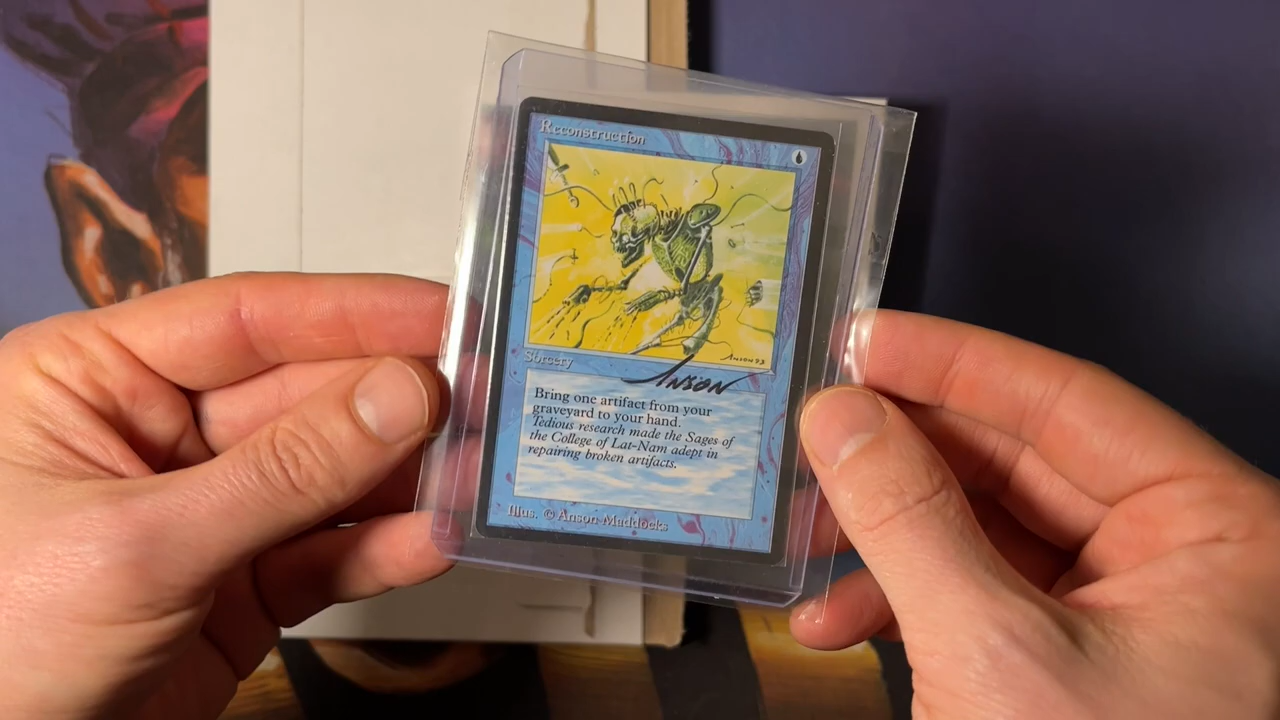 Reconstruction
ANSON 93
Sorcery
ANSON
Bring one artifact from your
graveyard to your hand.
Tedious research made the Sages of
the College of Lat-Nam adept in
repairing broken artifacts.
Illus. © Anson Maddocks